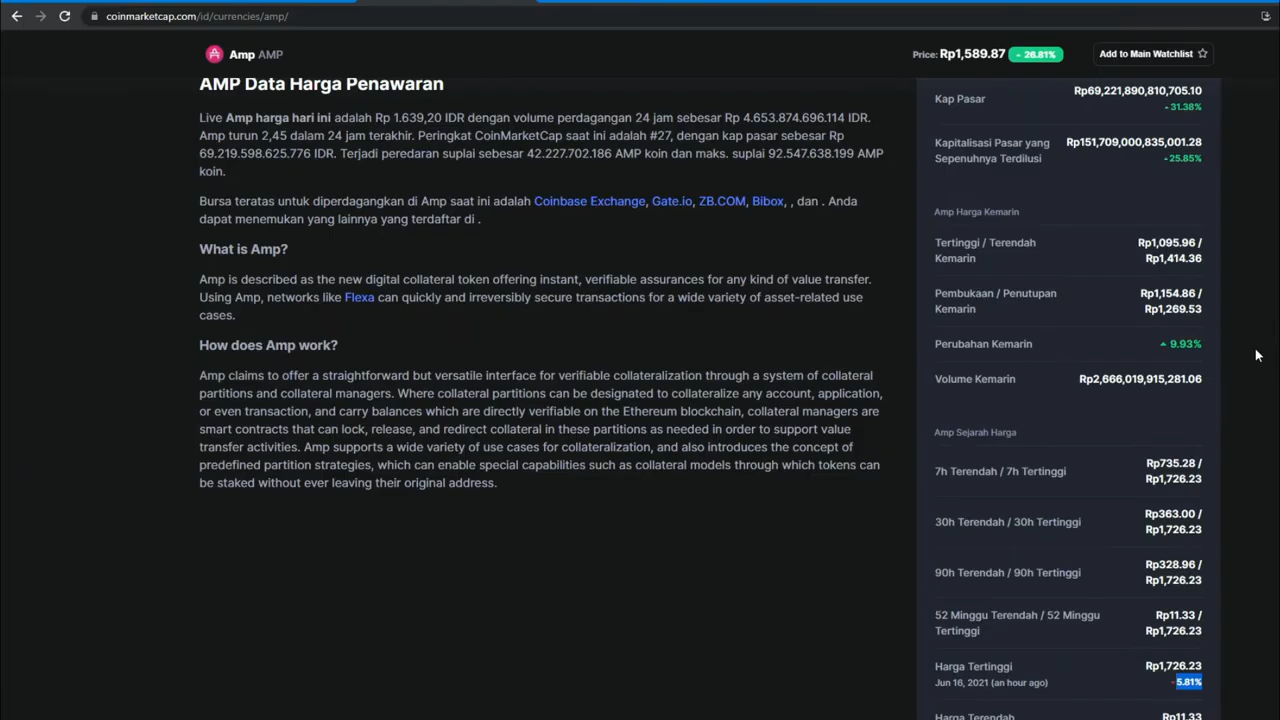 coinmarketcap.com/id/currencies/amp/
Amp AMP
Price: Rp1,589.87 26.81%
Add to Main Watchlist
AMP Data Harga Penawaran
Live Amp harga hari ini adalah Rp 1.639,20 IDR dengan volume perdagangan 24 jam sebesar Rp 4.653.874.696.114 IDR.
Amp turun 2,45 dalam 24 jam terakhir. Peringkat CoinMarketCap saat ini adalah #27, dengan kap pasar sebesar Rp
69.219.598.625.776 IDR. Terjadi peredaran suplai sebesar 42.227.702.186 AMP koin dan maks. suplai 92.547.638.199 AMP
koin.
Bursa teratas untuk diperdagangkan di Amp saat ini adalah Coinbase Exchange, Gate.io, ZB.COM, Bibox, , dan . Anda
dapat menemukan yang lainnya yang terdaftar di .
What is Amp?
Amp is described as the new digital collateral token offering instant, verifiable assurances for any kind of value transfer.
Using Amp, networks like Flexa can quickly and irreversibly secure transactions for a wide variety of asset-related use
cases.
How does Amp work?
Amp claims to offer a straightforward but versatile interface for verifiable collateralization through a system of collateral
partitions and collateral managers. Where collateral partitions can be designated to collateralize any account, application,
or even transaction, and carry balances which are directly verifiable on the Ethereum blockchain, collateral managers are
smart contracts that can lock, release, and redirect collateral in these partitions as needed in order to support value
transfer activities. Amp supports a wide variety of use cases for collateralization, and also introduces the concept of
predefined partition strategies, which can enable special capabilities such as collateral models through which tokens can
be staked without ever leaving their original address.
Kap Pasar
Rp69,221,890,810,705.10
31.38%
Kapitalisasi Pasar yang
Sepenuhnya Terdilusi
Rp151,709,000,835,001.28
25.85%
Amp Harga Kemarin
Tertinggi / Terendah
Kemarin
Rp1,095.96 /
Rp1,414.36
Pembukaan / Penutupan
Kemarin
Rp1,154.86 /
Rp1,269.53
Perubahan Kemarin
9.93%
Volume Kemarin
Rp2,666,019,915,281.06
Amp Sejarah Harga
7h Terendah / 7h Tertinggi
Rp735.28 /
Rp1,726.23
30h Terendah / 30h Tertinggi
Rp363.00 /
Rp1,726.23
90h Terendah / 90h Tertinggi
Rp328.96 /
Rp1,726.23
52 Minggu Terendah / 52 Minggu
Tertinggi
Rp11.33 /
Rp1,726.23
Harga Tertinggi
Jun 16, 2021 (an hour ago)
Rp1,726.23
5.81%
Harga Terendah
Rp11.33